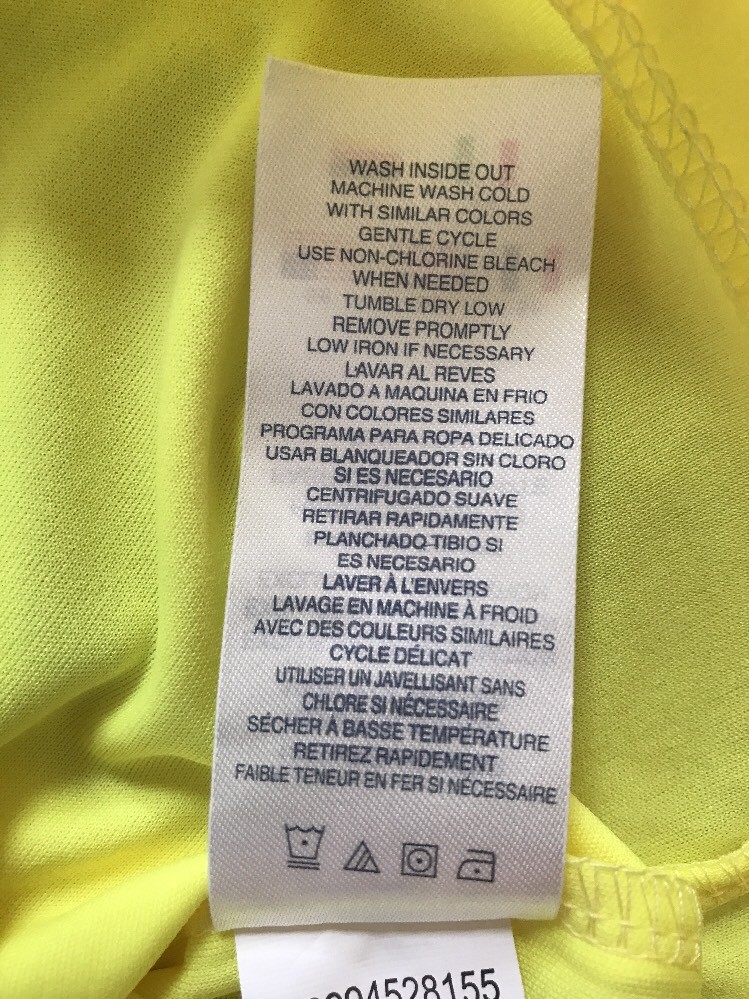 WASH INSIDE OUT
MACHINE WASH COLD
WITH SIMILAR COLORS
GENTLE CYCLE
USE NON-CHLORINE BLEACH
WHEN NEEDED
TUMBLE DRY LOW
REMOVE PROMPTLY
LOW IRON IF NECESSARY
LAVAR AL REVES
LAVADO A MAQUINA EN FRIO
CON COLORES SIMILARES
PROGRAMA PARA ROPA DELICADO
USAR BLANQUEADOR SIN CLORO
SI ES NECESARIO
CENTRIFUGADO SUAVE
RETIRAR RAPIDAMENTE
PLANCHADO TIBIO SI
ES NECESARIO
LAVER À L'ENVERS
LAVAGE EN MACHINE À FROID
AVEC DES COULEURS SIMILAIRES
CYCLE DÉLICAT
UTILISER UN JAVELLISANT SANS
CHLORE SI NÉCESSAIRE
SÉCHER À BASSE TEMPÉRATURE
RETIREZ RAPIDEMENT
FAIBLE TENEUR EN FER SI NÉCESSAIRE